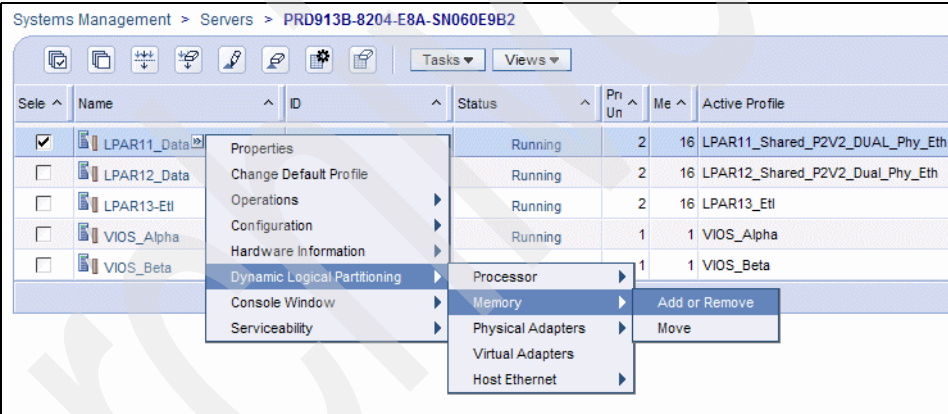 Systems Management > Servers > PRD913B-8204-E8A-SN060E9B2
Tasks Views
Sele Name ID Status Pri Un Me Active Profile
LPAR11_Data Running 2 16 LPAR11_Shared_P2V2_DUAL_Phy_Eth
LPAR12_Data Running 2 16 LPAR12_Shared_P2V2_Dual_Phy_Eth
LPAR13-Etl Running 2 16 LPAR13_Etl
VIOS_Alpha Running 1 1 VIOS_Alpha
VIOS_Beta 1 1 VIOS_Beta
Properties
Change Default Profile
Operations
Configuration
Hardware Information
Dynamic Logical Partitioning
Console Window
Serviceability
Processor
Memory
Physical Adapters
Virtual Adapters
Host Ethernet
Add or Remove
Move